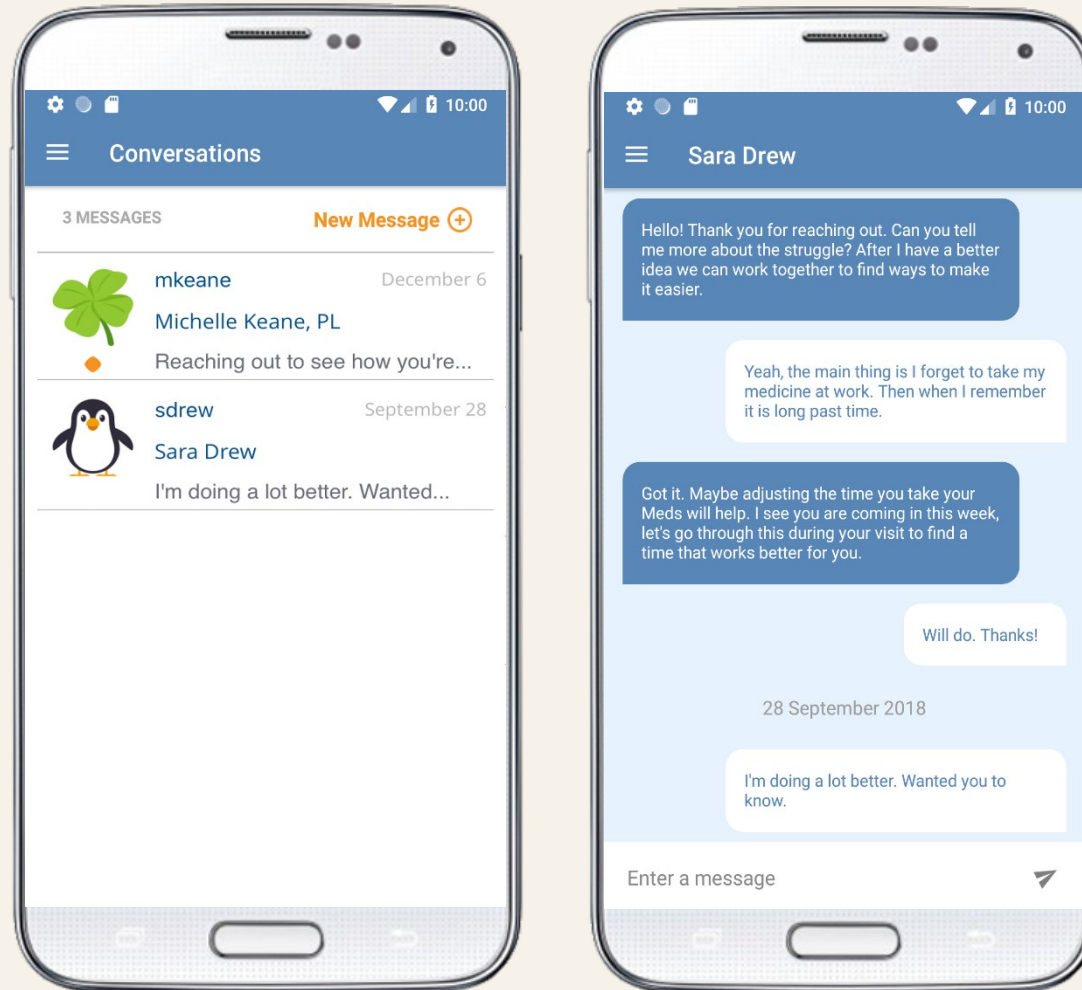 10:00
Conversations
3 MESSAGES
New Message
mkeane
December 6
Michelle Keane, PL
Reaching out to see how you're...
sdrew
September 28
Sara Drew
I'm doing a lot better. Wanted...
10:00
Sara Drew
Hello! Thank you for reaching out. Can you tell
me more about the struggle? After I have a better
idea we can work together to find ways to make
it easier.
Yeah, the main thing is I forget to take my
medicine at work. Then when I remember
it is long past time.
Got it. Maybe adjusting the time you take your
Meds will help. I see you are coming in this week,
let's go through this during your visit to find a
time that works better for you.
Will do. Thanks!
28 September 2018
I'm doing a lot better. Wanted you to
know.
Enter a message